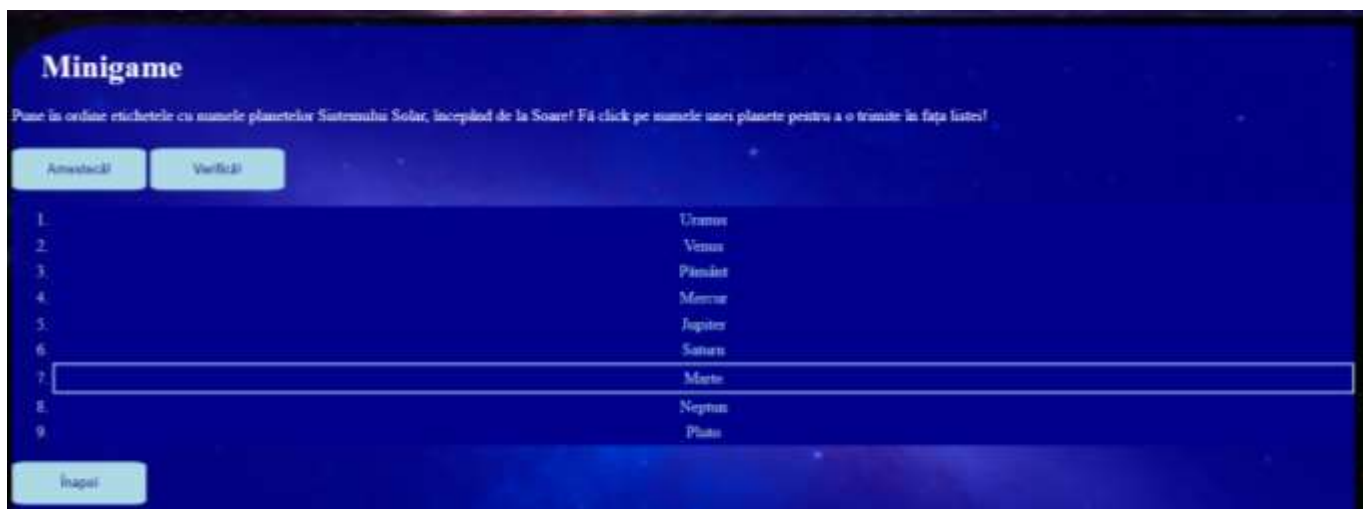 Minigame
Pune în ordine etichetele cu numele planetelor Sistemului Solar, începând de la Soare! Fă click pe numele unei planete pentru a o trimite în fața listei!
Amestecă! Verifică!
1. Uranus
2. Venus
3. Pământ
4. Mercur
5. Jupiter
6. Saturn
7. Marte
8. Neptun
9. Pluto
Înapoi